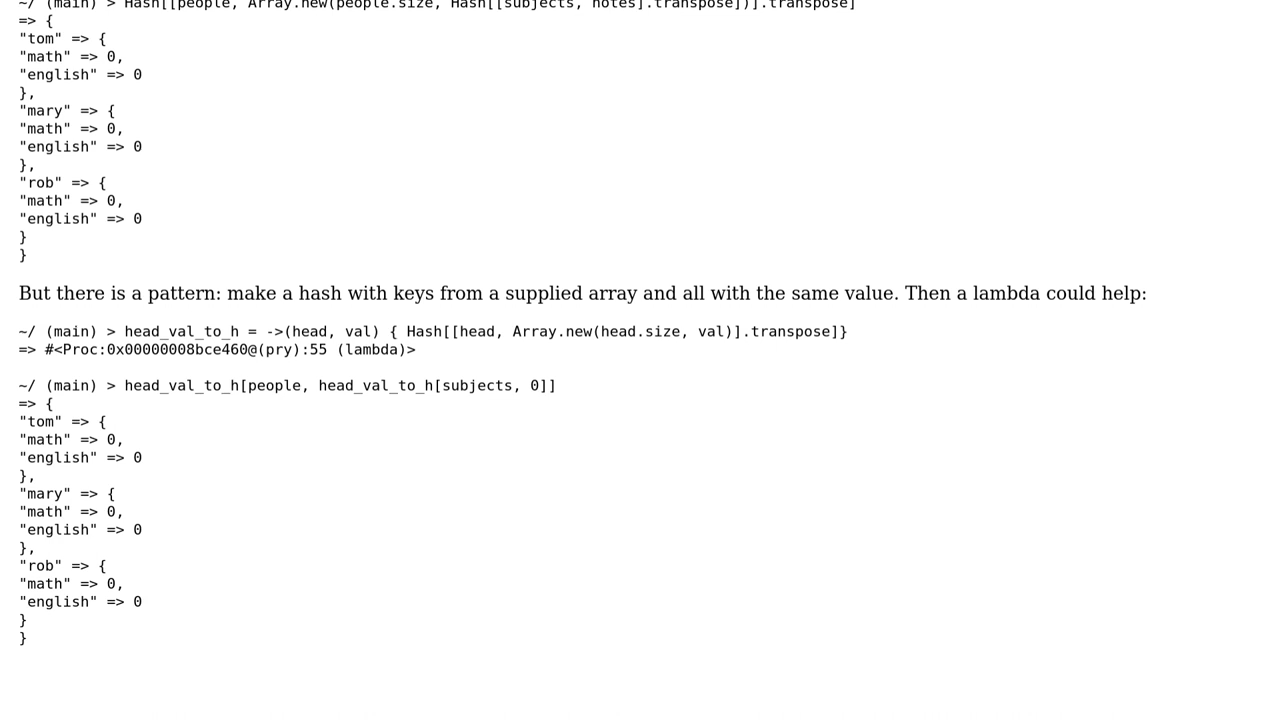 ~/ (main) > Hash[[people, Array.new(people.size, Hash[[subjects, notes].transpose])].transpose]
=> {
"tom" => {
"math" => 0,
"english" => 0
},
"mary" => {
"math" => 0,
"english" => 0
},
"rob" => {
"math" => 0,
"english" => 0
}
}
But there is a pattern: make a hash with keys from a supplied array and all with the same value. Then a lambda could help:
~/ (main) > head_val_to_h = ->(head, val) { Hash[[head, Array.new(head.size, val)].transpose]}
=> #<Proc:0x00000008bce460@(pry):55 (lambda)>
~/ (main) > head_val_to_h[people, head_val_to_h[subjects, 0]]
=> {
"tom" => {
"math" => 0,
"english" => 0
},
"mary" => {
"math" => 0,
"english" => 0
},
"rob" => {
"math" => 0,
"english" => 0
}
}